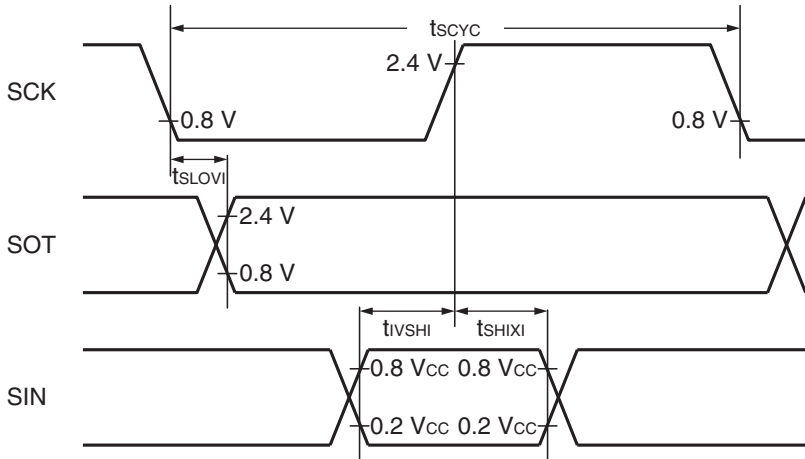 tSCYC
SCK
2.4 V
0.8 V
0.8 V
tSLOVI
SOT
2.4 V
0.8 V
tIVSHI
tSHIXI
SIN
0.8 VCC 0.8 VCC
0.2 VCC 0.2 VCC